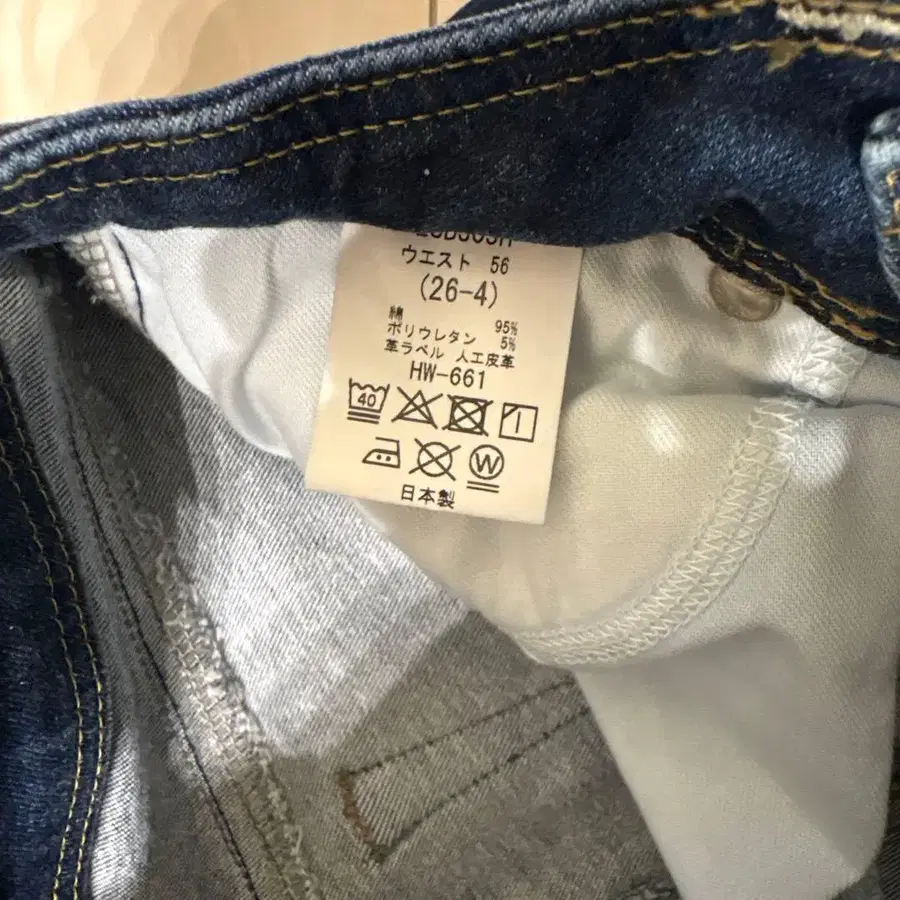 ウエスト 56
(26-4)
綿 95%
ポリウレタン 5%
革ラベル 人工皮革
HW-661
40
W
日本製